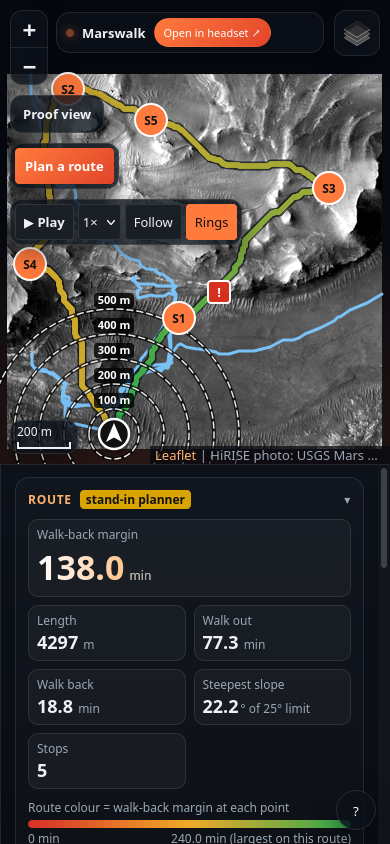 +
Marswalk
Open in headset ↗
−
S2
Proof view
S5
Plan a route
S3
▶ Play
1×
Follow
Rings
S4
!
500 m
S1
400 m
300 m
200 m
100 m
200 m
Leaflet | HiRISE photo: USGS Mars ...
ROUTE stand-in planner ▼
Walk-back margin
138.0 min
Length
4297 m
Walk out
77.3 min
Walk back
18.8 min
Steepest slope
22.2° of 25° limit
Stops
5
?
Route colour = walk-back margin at each point
0 min
240.0 min (largest on this route)